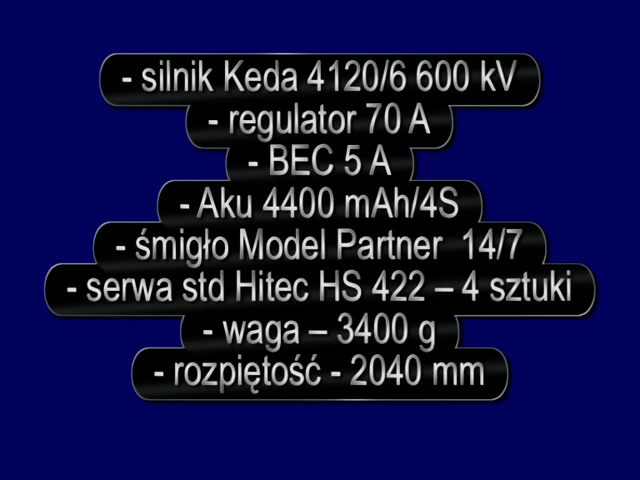 - silnik Keda 4120/6 600 kV
- regulator 70 A
- BEC 5 A
- Aku 4400 mAh/4S
- śmigło Model Partner  14/7
- serwa std Hitec HS 422 – 4 sztuki
- waga – 3400 g
- rozpiętość - 2040 mm